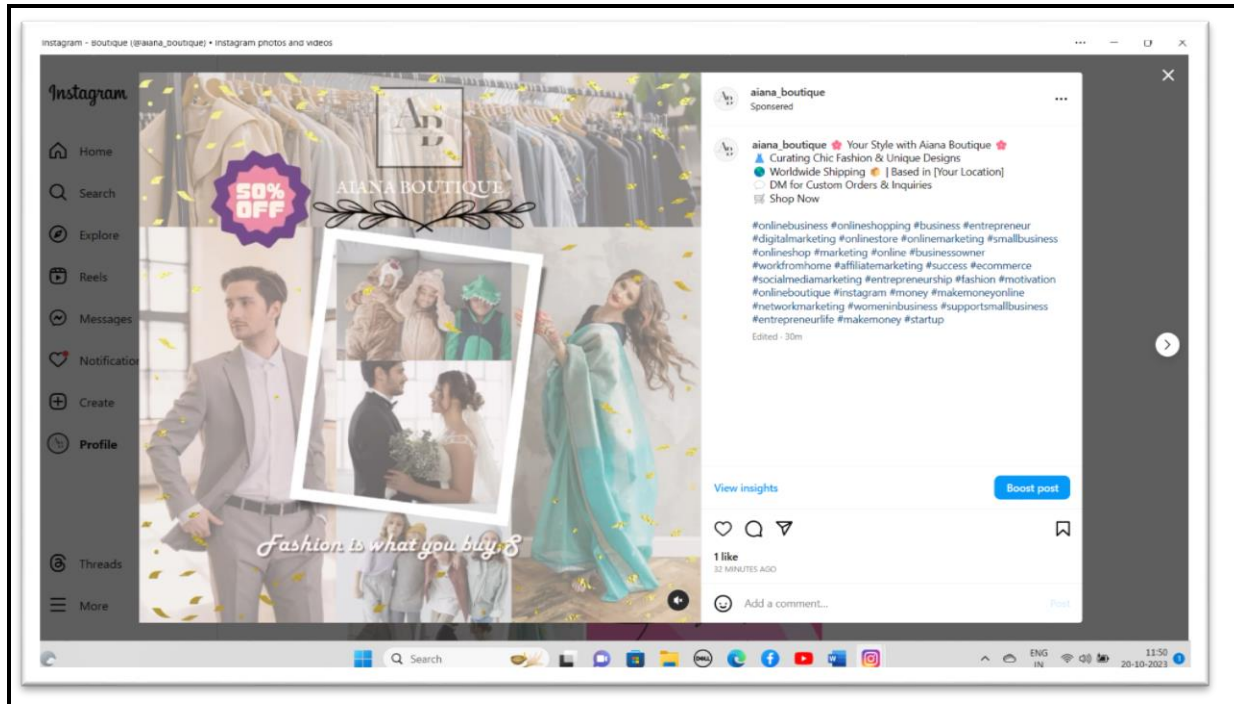 Instagram - Boutique (@aiana_boutique) • Instagram photos and videos
Instagram
Home
Search
Explore
Reels
Messages
Notification
Create
Profile
Threads
More
AB
AIANA BOUTIQUE
50%
OFF
Fashion is what you buy, S
aiana_boutique
Sponsored
aiana_boutique 🌸 Your Style with Aiana Boutique 🌸
👗 Curating Chic Fashion & Unique Designs
🌎 Worldwide Shipping 📦 | Based in [Your Location]
💬 DM for Custom Orders & Inquiries
🛒 Shop Now
#onlinebusiness #onlineshopping #business #entrepreneur
#digitalmarketing #onlinestore #onlinemarketing #smallbusiness
#onlineshop #marketing #online #businessowner
#workfromhome #affiliatemarketing #success #ecommerce
#socialmediamarketing #entrepreneurship #fashion #motivation
#onlineboutique #instagram #money #makemoneyonline
#networkmarketing #womeninbusiness #supportsmallbusiness
#entrepreneurlife #makemoney #startup
Edited · 30m
View insights
Boost post
1 like
32 MINUTES AGO
Add a comment...
Post
Search
DELL
ENG
IN
11:50
20-10-2023
1